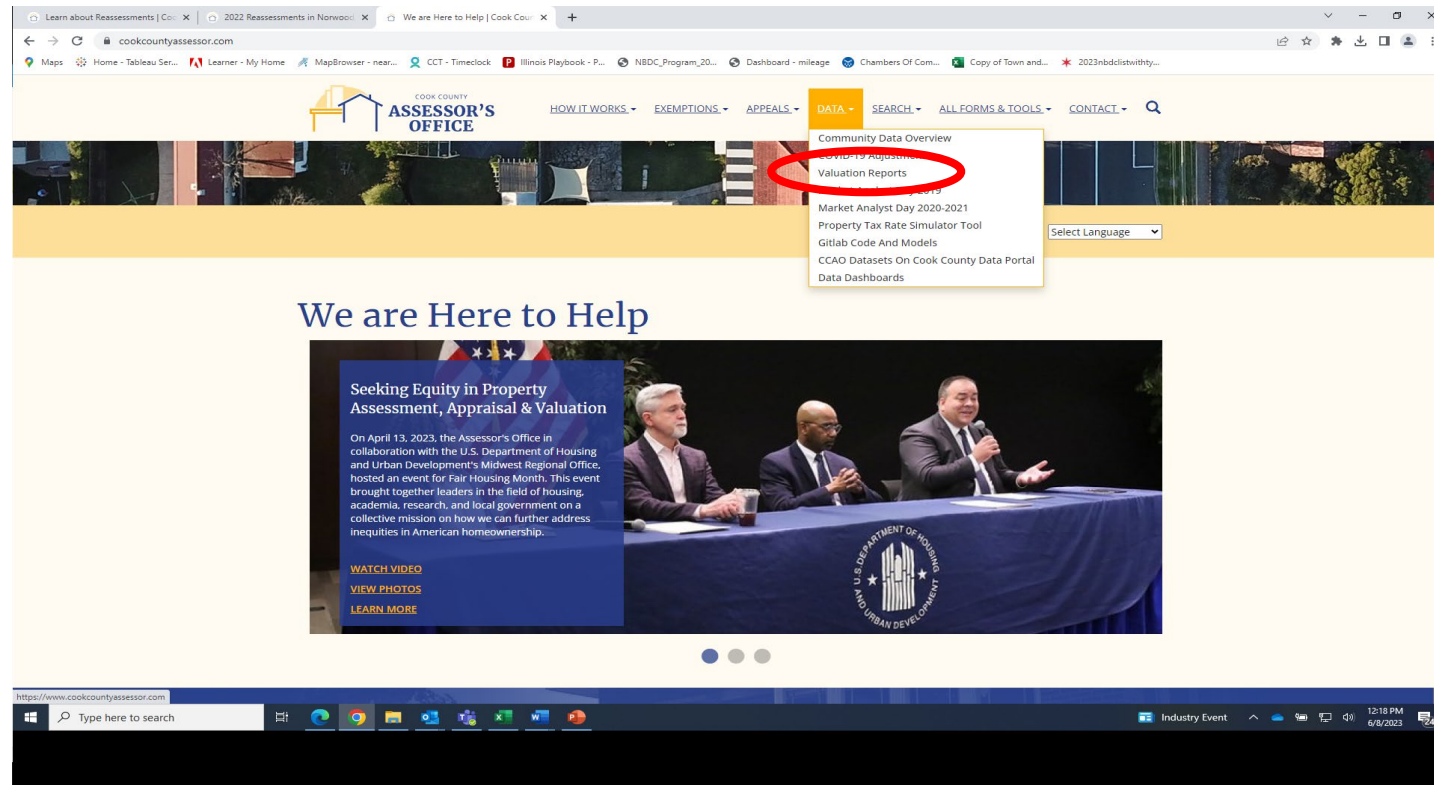 Learn about Reassessments | Coo
2022 Reassessments in Norwood
We are Here to Help | Cook Coun
cookcountyassessor.com
Maps
Home - Tableau Ser...
Learner - My Home
MapBrowser - near...
CCT - Timeclock
Illinois Playbook - P...
NBDC_Program_20...
Dashboard - mileage
Chambers Of Com...
Copy of Town and...
2023nbdclistwithty...
COOK COUNTY
ASSESSOR'S
OFFICE
HOW IT WORKS
EXEMPTIONS
APPEALS
DATA
SEARCH
ALL FORMS & TOOLS
CONTACT
Community Data Overview
COVID-19 Adjustmen
Valuation Reports
2019
Market Analyst Day 2020-2021
Property Tax Rate Simulator Tool
Gitlab Code And Models
CCAO Datasets On Cook County Data Portal
Data Dashboards
Select Language
We are Here to Help
Seeking Equity in Property
Assessment, Appraisal & Valuation
On April 13, 2023, the Assessor's Office in
collaboration with the U.S. Department of Housing
and Urban Development's Midwest Regional Office,
hosted an event for Fair Housing Month. This event
brought together leaders in the field of housing,
academia, research, and local government on a
collective mission on how we can further address
inequities in American homeownership.
WATCH VIDEO
VIEW PHOTOS
LEARN MORE
U.S. DEPARTMENT OF HOUSING
AND URBAN DEVELOPMENT
https://www.cookcountyassessor.com
Type here to search
Industry Event
12:18 PM
6/8/2023
24